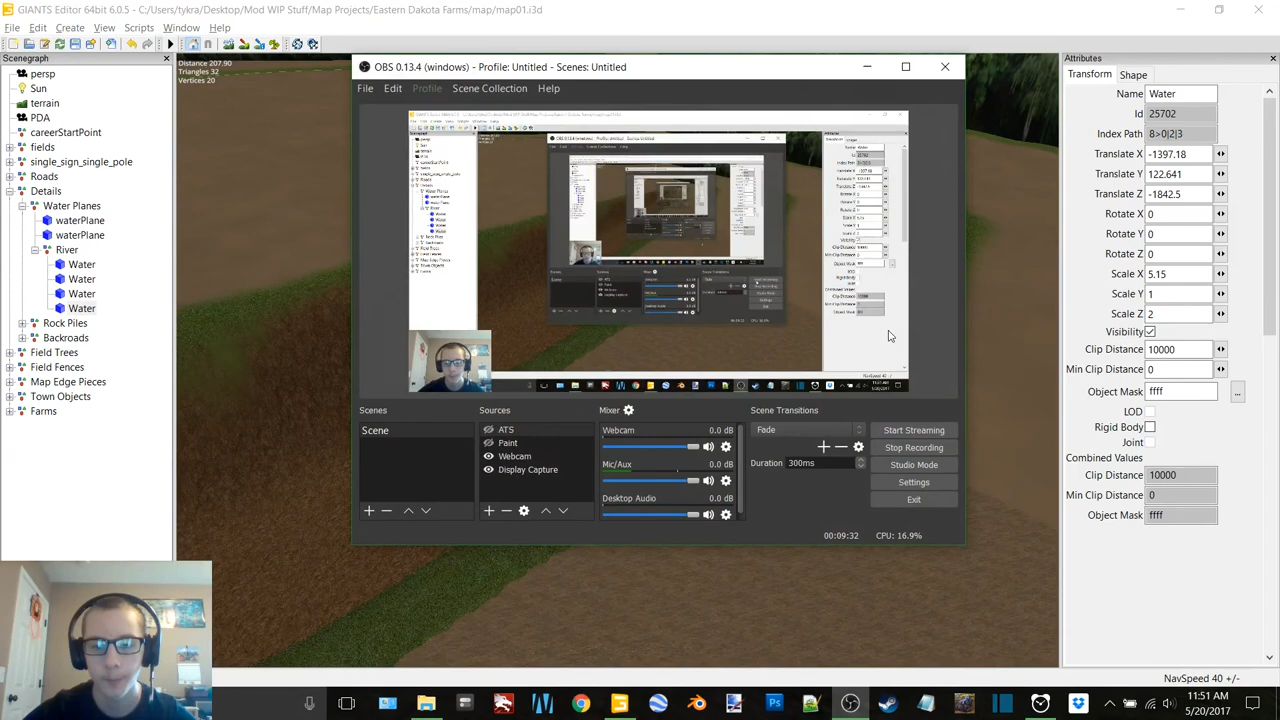 GIANTS Editor 64bit 6.0.5 - C:/Users/tykra/Desktop/Mod WIP Stuff/Map Projects/Eastern Dakota Farms/map/map01.i3d
File Edit Create View Scripts Window Help
Scenegraph
persp
Sun
terrain
PDA
careerStartPoint
fields
single_sign_single_pole
Roads
Details
Water Planes
waterPlane
waterPlane
River
Water
Water
Water
Water
Rock Piles
Backroads
Field Trees
Field Fences
Map Edge Pieces
Town Objects
Farms
Distance 207.90
Triangles 32
Vertices 20
OBS 0.13.4 (windows) - Profile: Untitled - Scenes: Untitled
File Edit Profile Scene Collection Help
Scenes
Scene
Sources
ATS
Paint
Webcam
Display Capture
Mixer
Webcam 0.0 dB
Mic/Aux 0.0 dB
Desktop Audio 0.0 dB
Scene Transitions
Fade
Duration 300ms
Start Streaming
Stop Recording
Studio Mode
Settings
Exit
00:09:32 CPU: 16.9%
Attributes
Transform Shape
Name Water
Translate X -1397.18
Translate Y 122.641
Translate Z -1842.5
Rotate X 0
Rotate Y 0
Rotate Z 0
Scale X 5.15
Scale Y 1
Scale Z 2
Visibility
Clip Distance 10000
Min Clip Distance 0
Object Mask ffff ...
LOD
Rigid Body
Joint
Combined Values
Clip Distance 10000
Min Clip Distance 0
Object Mask ffff
NavSpeed 40 +/-
11:51 AM
5/20/2017